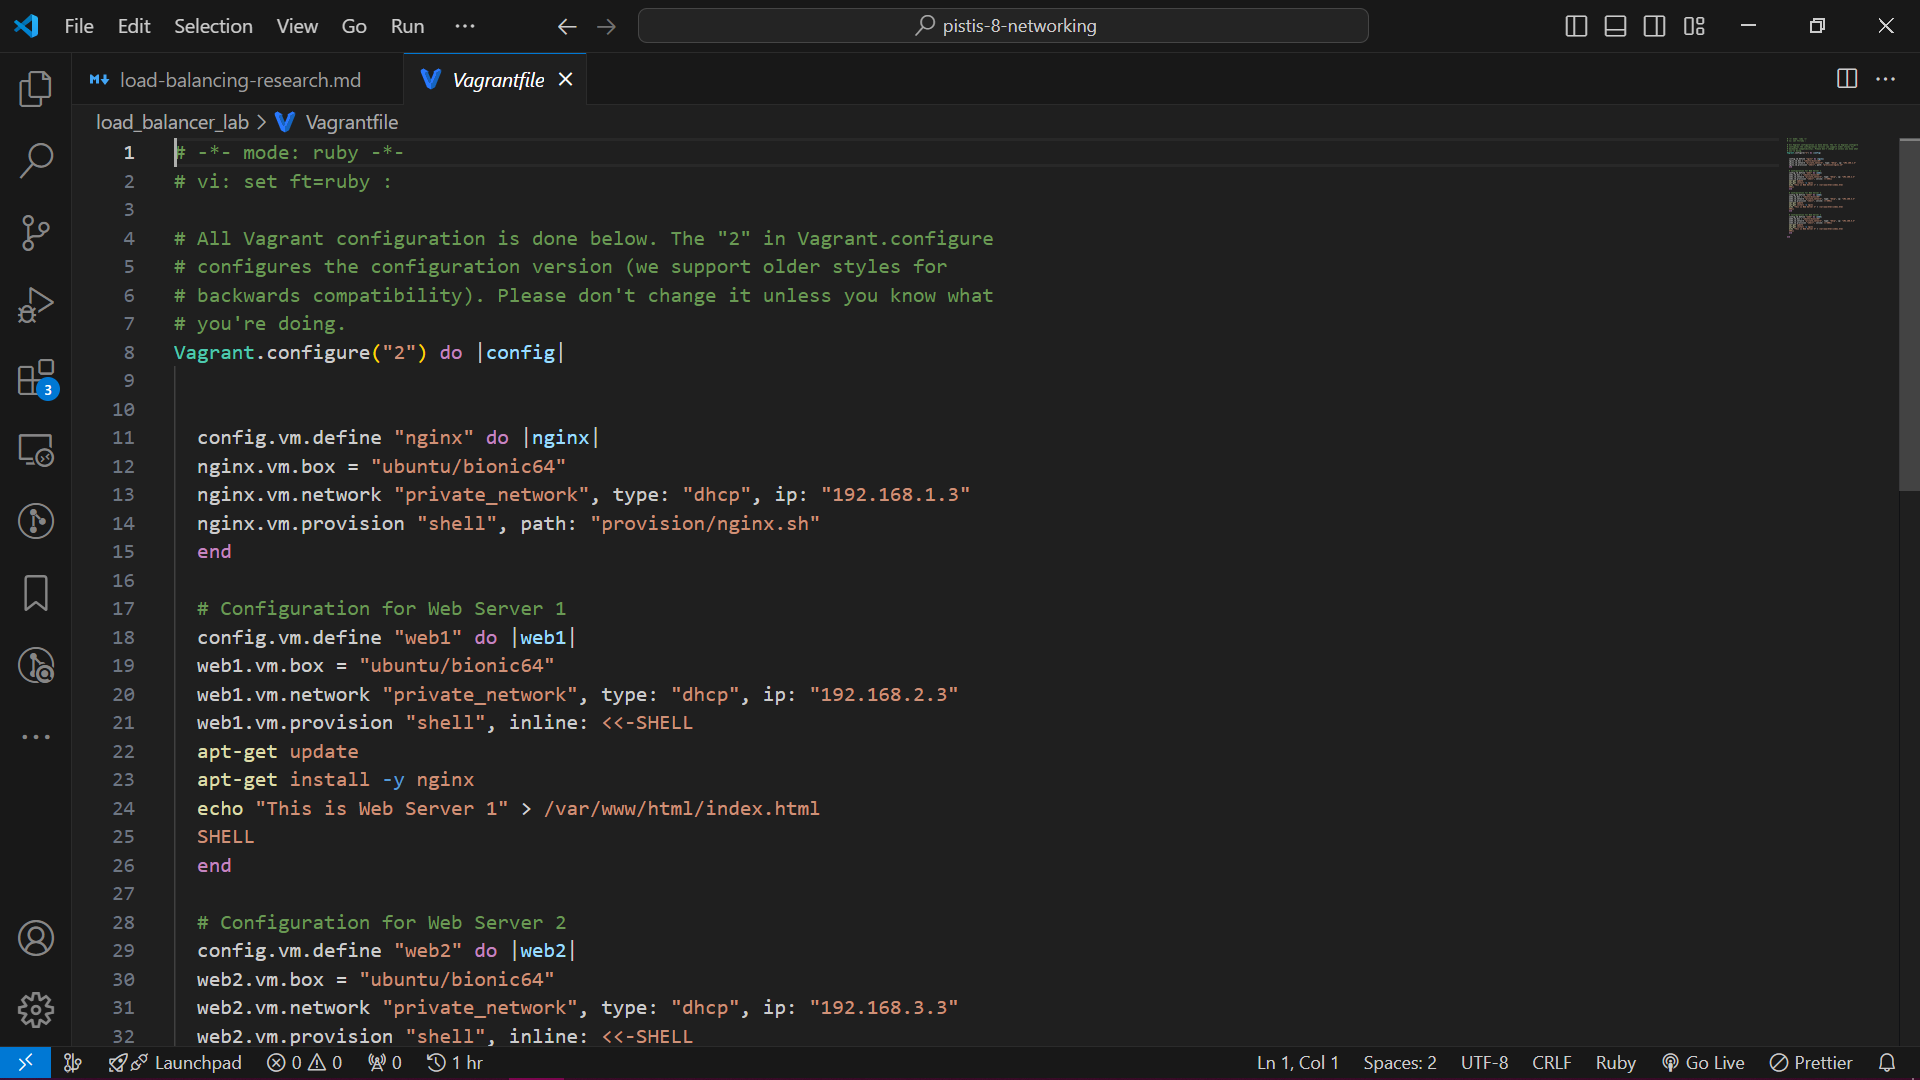 File Edit Selection View Go Run ··· pistis-8-networking
load-balancing-research.md Vagrantfile
load_balancer_lab > Vagrantfile
1 # -*- mode: ruby -*-
2 # vi: set ft=ruby :
3
4 # All Vagrant configuration is done below. The "2" in Vagrant.configure
5 # configures the configuration version (we support older styles for
6 # backwards compatibility). Please don't change it unless you know what
7 # you're doing.
8 Vagrant.configure("2") do |config|
9
10
11 config.vm.define "nginx" do |nginx|
12 nginx.vm.box = "ubuntu/bionic64"
13 nginx.vm.network "private_network", type: "dhcp", ip: "192.168.1.3"
14 nginx.vm.provision "shell", path: "provision/nginx.sh"
15 end
16
17 # Configuration for Web Server 1
18 config.vm.define "web1" do |web1|
19 web1.vm.box = "ubuntu/bionic64"
20 web1.vm.network "private_network", type: "dhcp", ip: "192.168.2.3"
21 web1.vm.provision "shell", inline: <<-SHELL
22 apt-get update
23 apt-get install -y nginx
24 echo "This is Web Server 1" > /var/www/html/index.html
25 SHELL
26 end
27
28 # Configuration for Web Server 2
29 config.vm.define "web2" do |web2|
30 web2.vm.box = "ubuntu/bionic64"
31 web2.vm.network "private_network", type: "dhcp", ip: "192.168.3.3"
32 web2.vm.provision "shell", inline: <<-SHELL
3
Launchpad 0 0 0 1 hr Ln 1, Col 1 Spaces: 2 UTF-8 CRLF Ruby Go Live Prettier